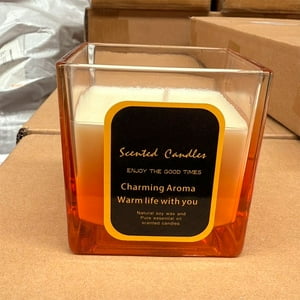 Scented Candles
ENJOY THE GOOD TIMES
Charming Aroma
Warm life with you
Natural soy wax and
Pure essential oil
scented candles